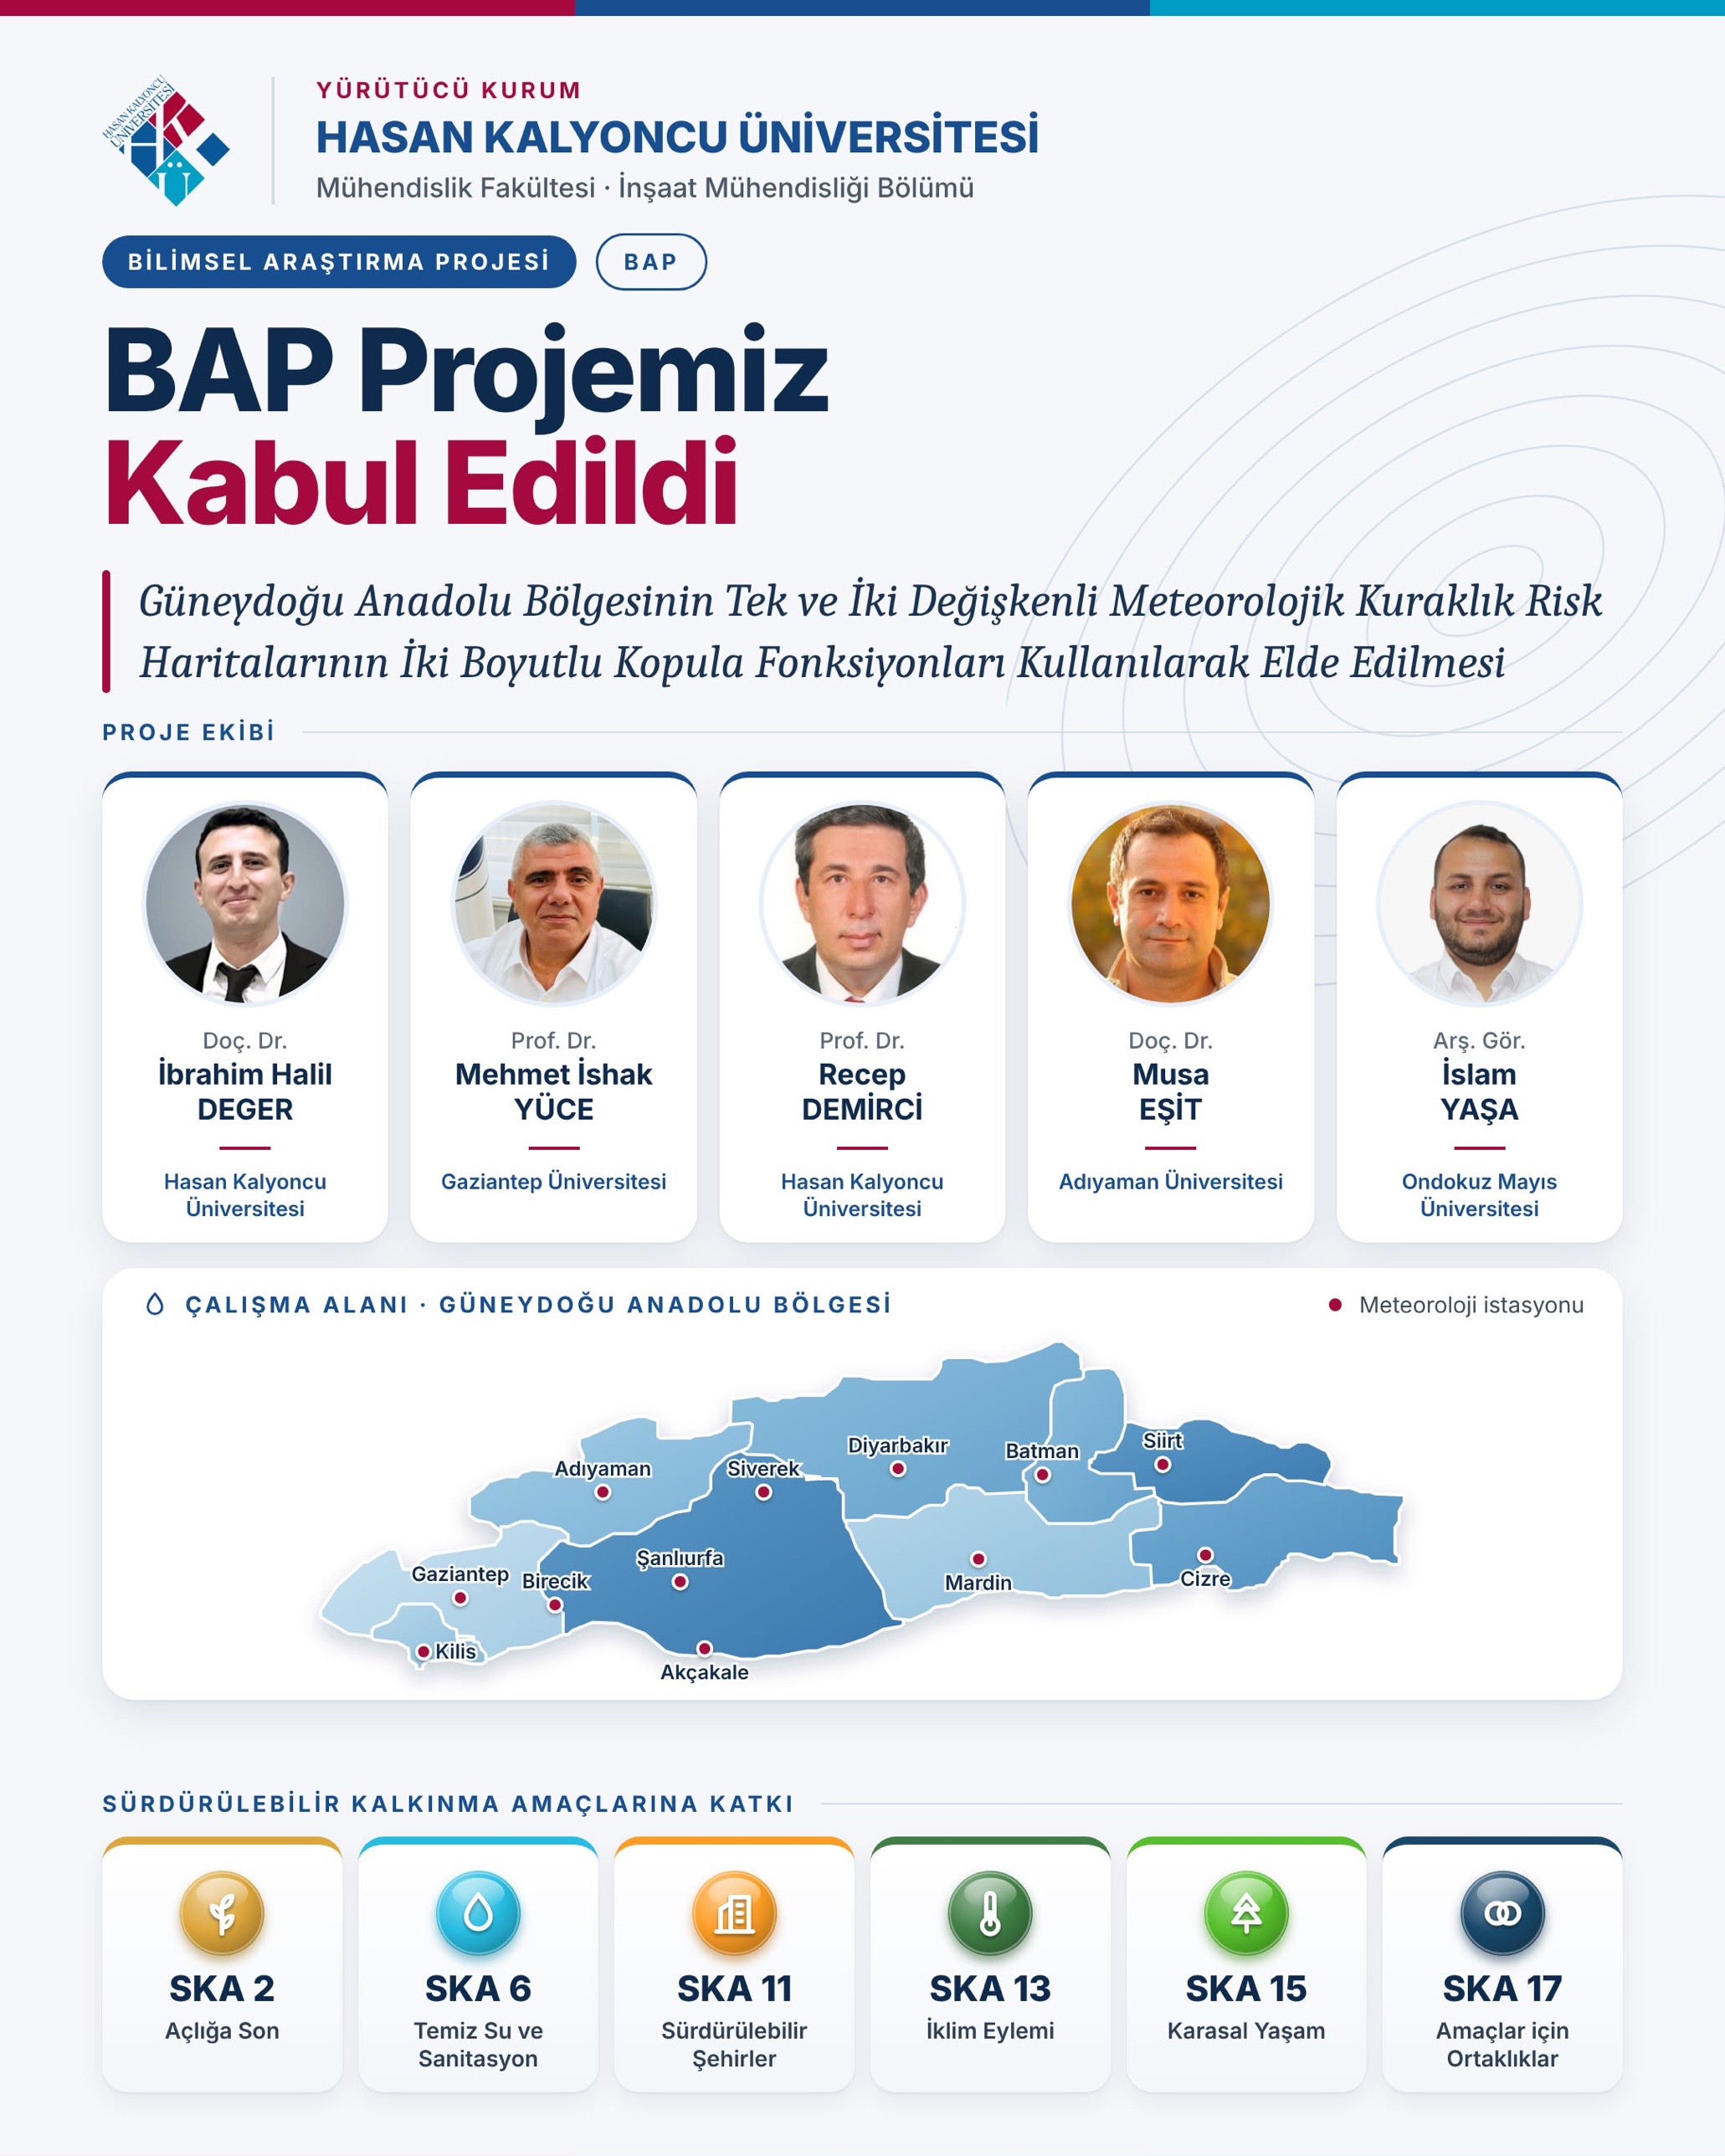 HASAN KALYONCU
ÜNİVERSİTESİ
YÜRÜTÜCÜ KURUM
HASAN KALYONCU ÜNİVERSİTESİ
Mühendislik Fakültesi · İnşaat Mühendisliği Bölümü
BİLİMSEL ARAŞTIRMA PROJESİ
BAP
BAP Projemiz
Kabul Edildi
Güneydoğu Anadolu Bölgesinin Tek ve İki Değişkenli Meteorolojik Kuraklık Risk
Haritalarının İki Boyutlu Kopula Fonksiyonları Kullanılarak Elde Edilmesi
PROJE EKİBİ
Doç. Dr.
İbrahim Halil
DEGER
Hasan Kalyoncu
Üniversitesi
Prof. Dr.
Mehmet İshak
YÜCE
Gaziantep Üniversitesi
Prof. Dr.
Recep
DEMİRCİ
Hasan Kalyoncu
Üniversitesi
Doç. Dr.
Musa
EŞİT
Adıyaman Üniversitesi
Arş. Gör.
İslam
YAŞA
Ondokuz Mayıs
Üniversitesi
ÇALIŞMA ALANI · GÜNEYDOĞU ANADOLU BÖLGESİ
Meteoroloji istasyonu
Diyarbakır
Batman
Siirt
Adıyaman
Siverek
Şanlıurfa
Gaziantep
Birecik
Mardin
Cizre
Kilis
Akçakale
SÜRDÜRÜLEBİLİR KALKINMA AMAÇLARINA KATKI
SKA 2
Açlığa Son
SKA 6
Temiz Su ve
Sanitasyon
SKA 11
Sürdürülebilir
Şehirler
SKA 13
İklim Eylemi
SKA 15
Karasal Yaşam
SKA 17
Amaçlar için
Ortaklıklar